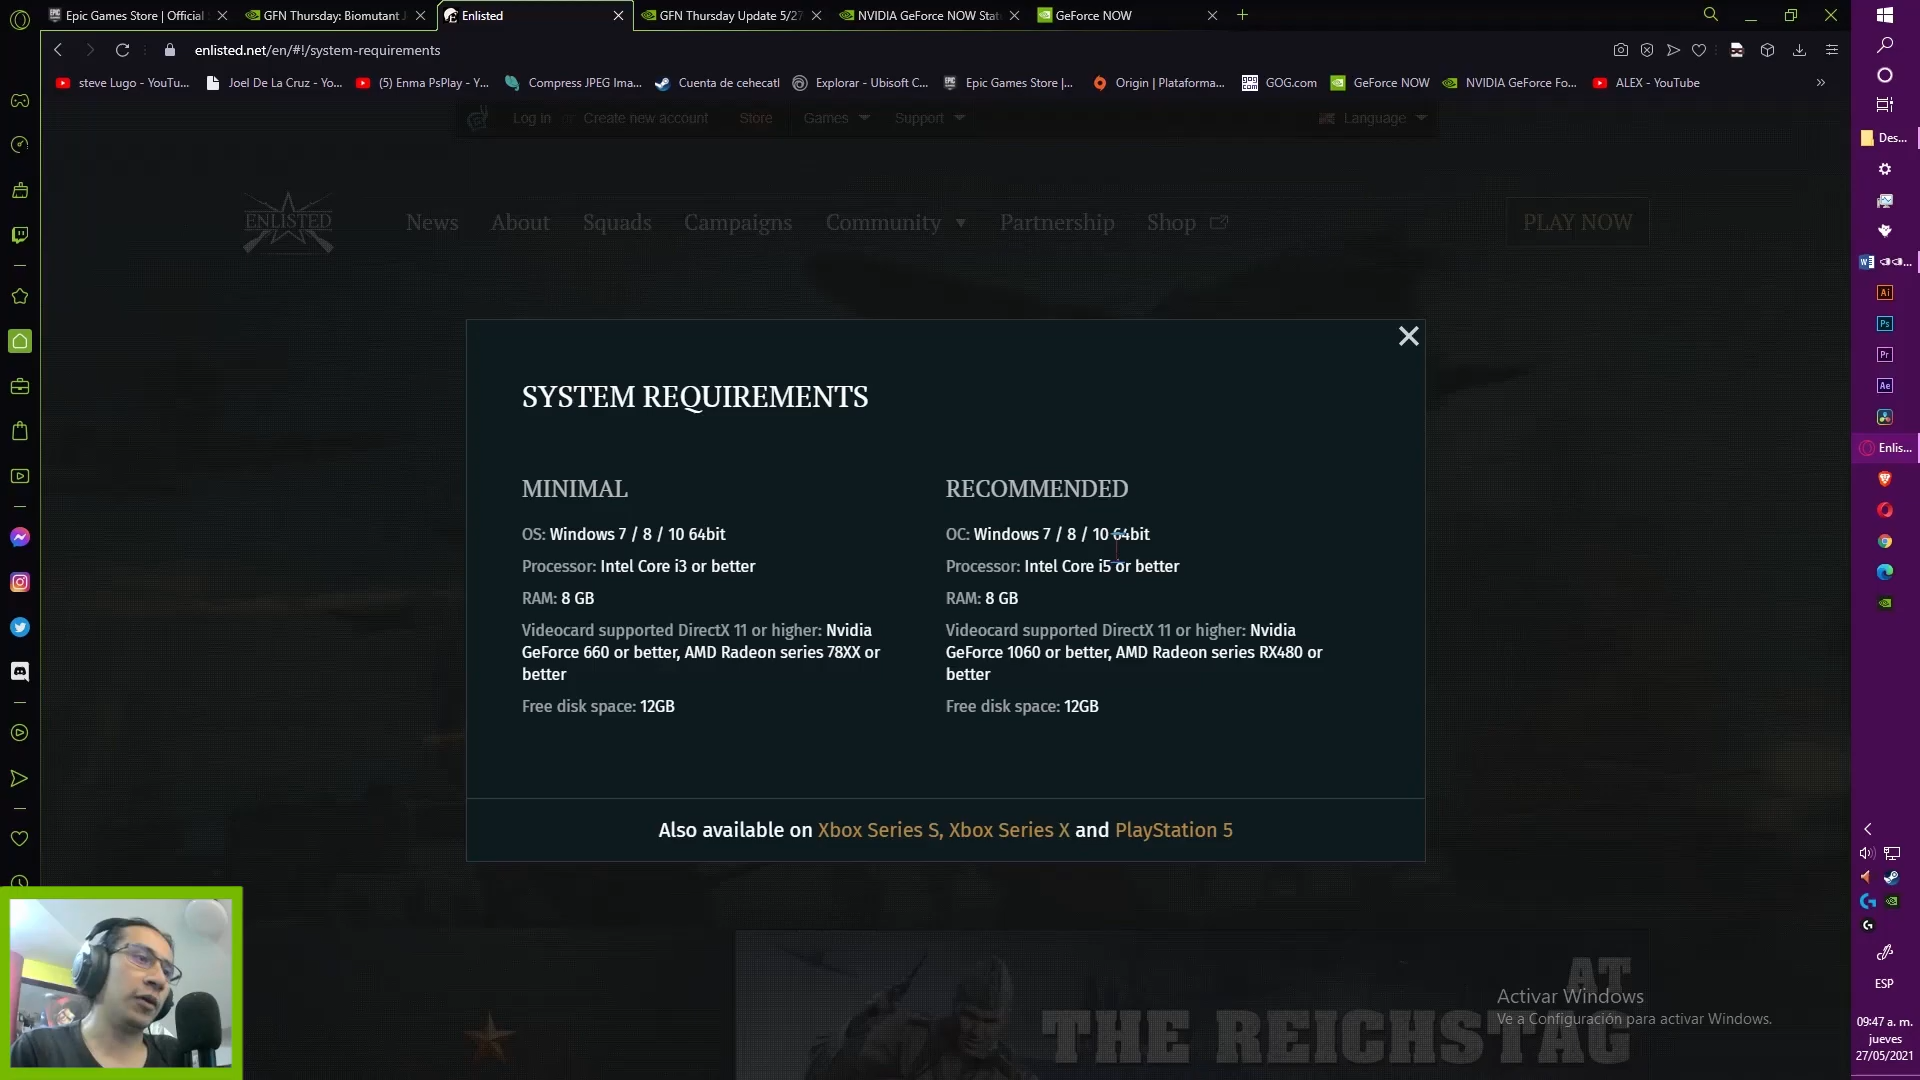 Epic Games Store | Official
GFN Thursday: Biomutant J
Enlisted
GFN Thursday Update 5/27
NVIDIA GeForce NOW Stat
GeForce NOW
enlisted.net/en/#!/system-requirements
steve Lugo - YouTu...
Joel De La Cruz - Yo...
(5) Enma PsPlay - Y...
Compress JPEG Ima...
Cuenta de cehecatl
Explorar - Ubisoft C...
Epic Games Store |...
Origin | Plataforma...
GOG.com
GeForce NOW
NVIDIA GeForce Fo...
ALEX - YouTube
Log in or Create new account
Store
Games
Support
Language
ENLISTED
News
About
Squads
Campaigns
Community
Partnership
Shop
PLAY NOW
SYSTEM REQUIREMENTS
MINIMAL
OS: Windows 7 / 8 / 10 64bit
Processor: Intel Core i3 or better
RAM: 8 GB
Videocard supported DirectX 11 or higher: Nvidia
GeForce 660 or better, AMD Radeon series 78XX or
better
Free disk space: 12GB
RECOMMENDED
OC: Windows 7 / 8 / 10 64bit
Processor: Intel Core i5 or better
RAM: 8 GB
Videocard supported DirectX 11 or higher: Nvidia
GeForce 1060 or better, AMD Radeon series RX480 or
better
Free disk space: 12GB
Also available on Xbox Series S, Xbox Series X and PlayStation 5
AT
THE REICHSTAG
Activar Windows
Ve a Configuración para activar Windows.
Des...
Ai
Ps
Pr
Ae
Enlis...
ESP
09:47 a. m.
jueves
27/05/2021